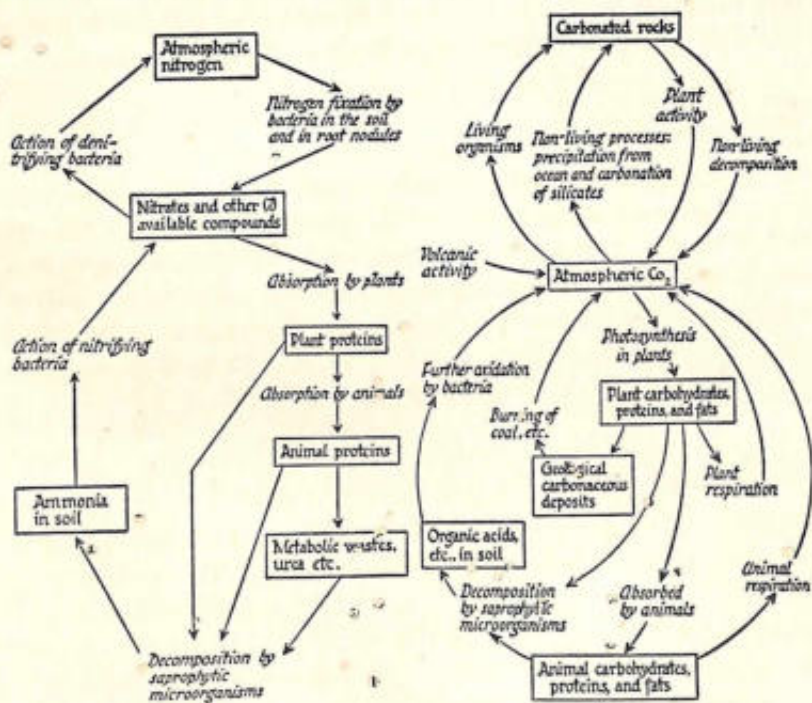 Atmospheric
nitrogen
Nitrogen fixation by
bacteria in the soil
and in root nodules
Action of deni-
trifying bacteria
Nitrates and other (?)
available compounds
Absorption by plants
Plant proteins
Action of nitrifying
bacteria
Absorption by animals
Animal proteins
Ammonia
in soil
Metabolic wastes,
urea etc.
Decomposition by
saprophytic
microorganisms
Carbonated rocks
Plant
activity
Living
organisms
Non-living processes:
precipitation from
ocean and carbonation
of silicates
Non-living
decomposition
Volcanic
activity
Atmospheric Co2
Photosynthesis
in plants
Further oxidation
by bacteria
Burning of
coal, etc.
Plant carbohydrates,
proteins, and fats
Geological
carbonaceous
deposits
Plant
respiration
Organic acids,
etc., in soil
Decomposition
by saprophytic
microorganisms
Absorbed
by animals
Animal
respiration
Animal carbohydrates,
proteins, and fats